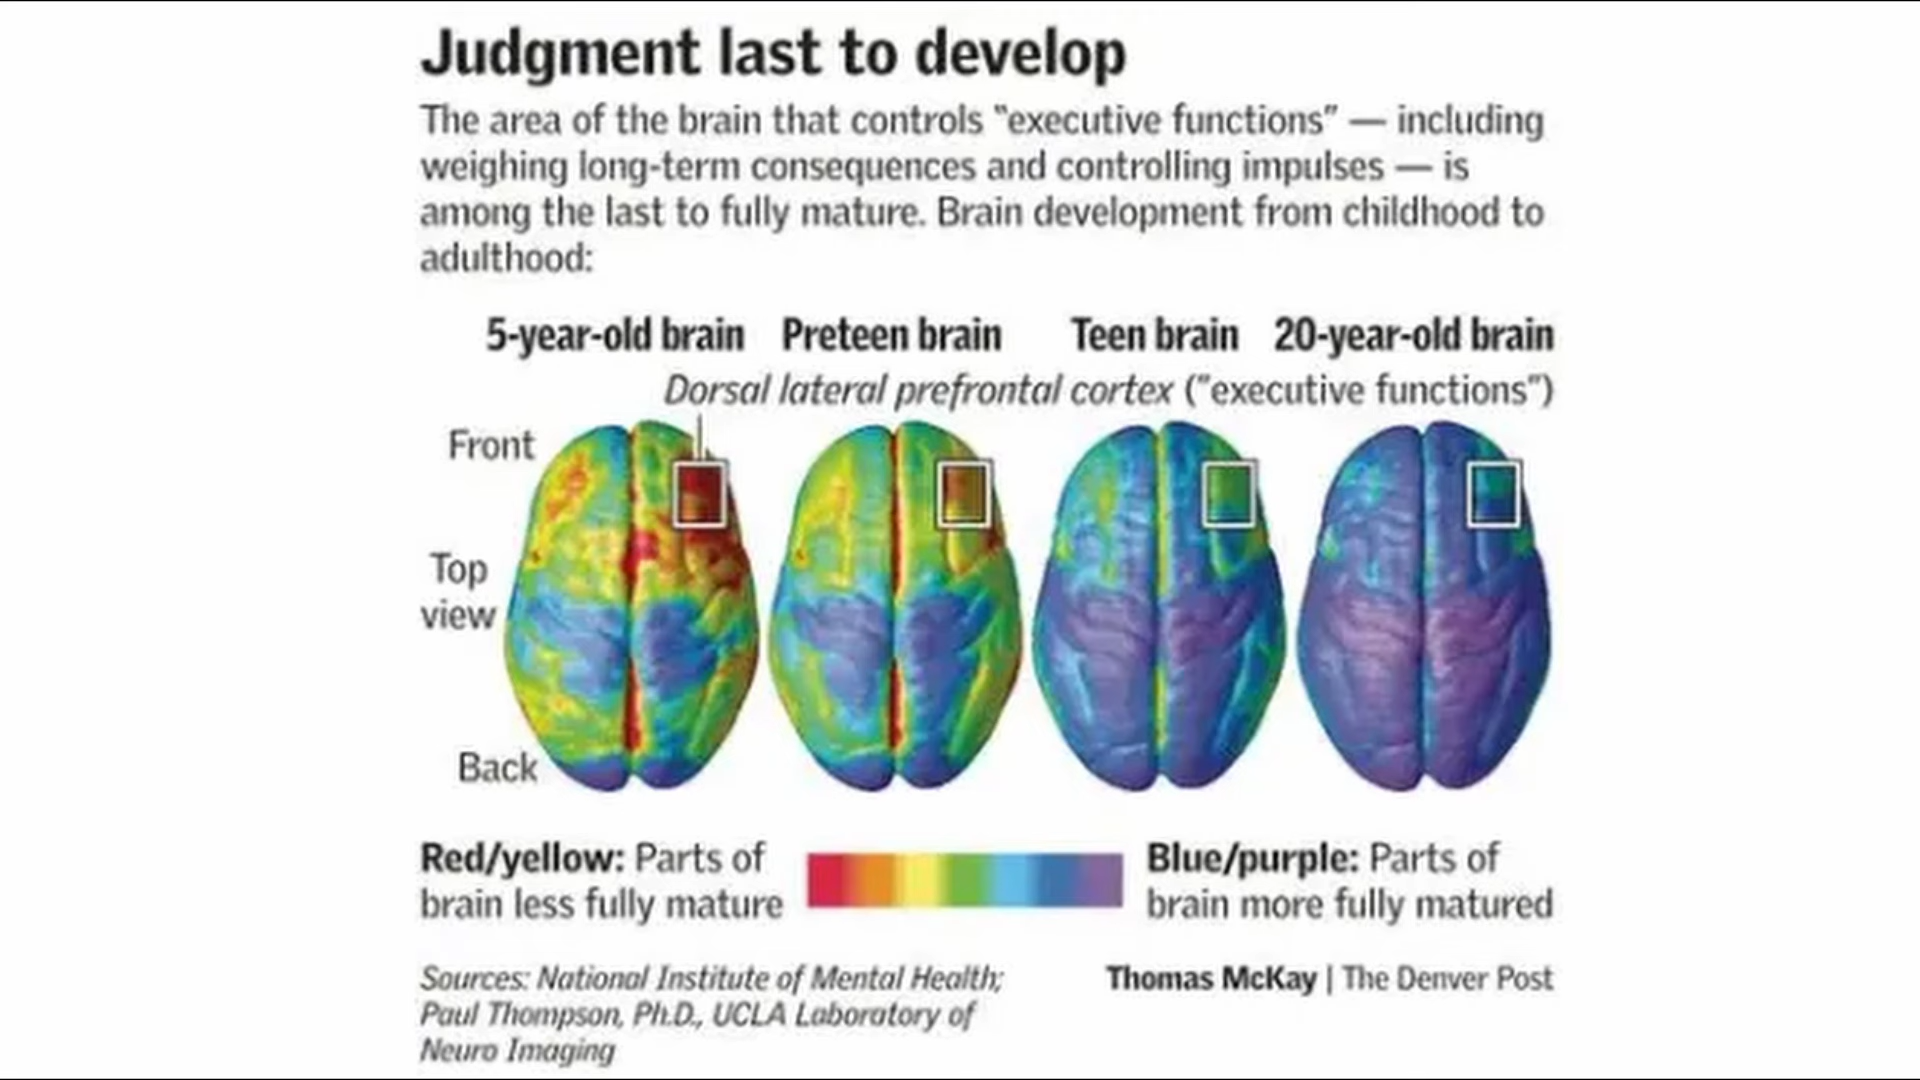 Judgment last to develop
The area of the brain that controls "executive functions" — including
weighing long-term consequences and controlling impulses — is
among the last to fully mature. Brain development from childhood to
adulthood:
5-year-old brain Preteen brain Teen brain 20-year-old brain
Dorsal lateral prefrontal cortex ("executive functions")
Front
Top
view
Back
Red/yellow: Parts of
brain less fully mature
Blue/purple: Parts of
brain more fully matured
Sources: National Institute of Mental Health;
Paul Thompson, Ph.D., UCLA Laboratory of
Neuro Imaging
Thomas McKay | The Denver Post